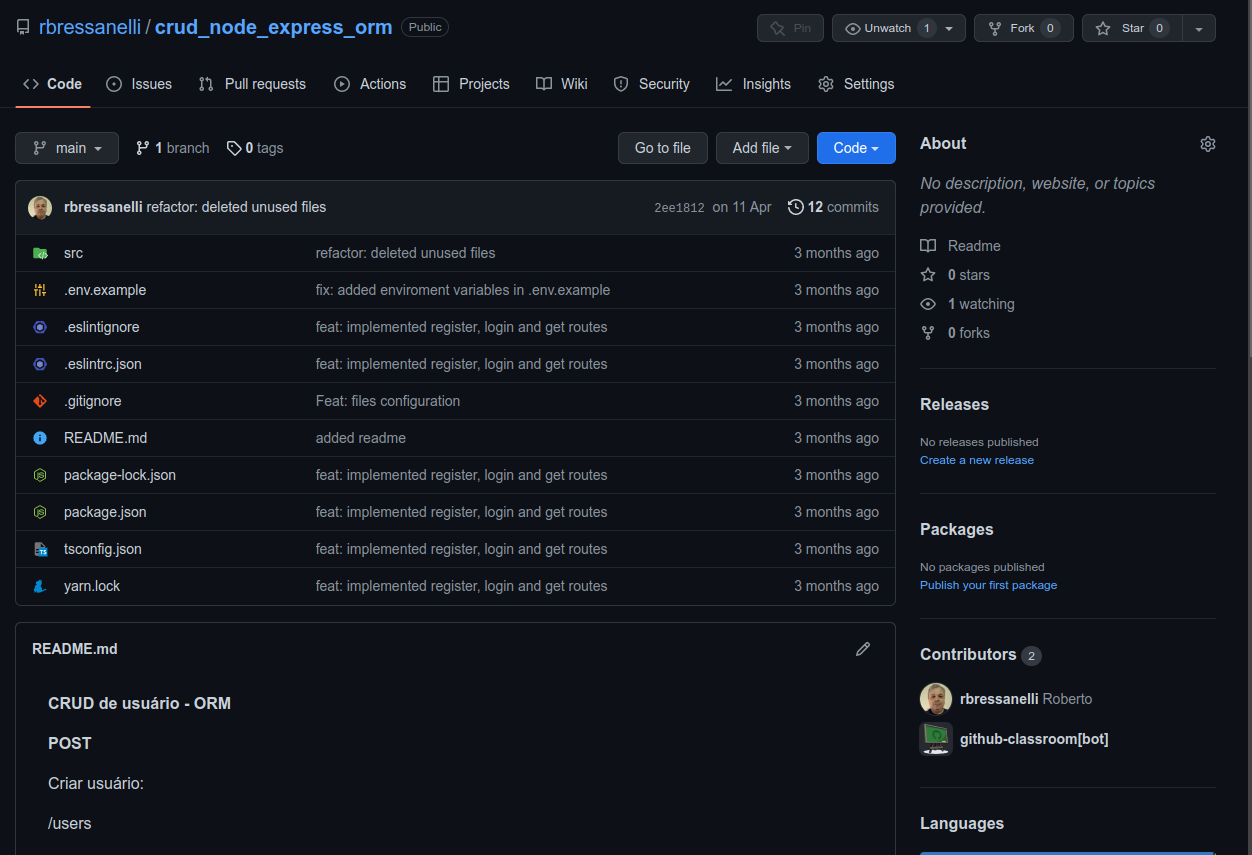 rbressanelli / crud_node_express_orm Public
Pin
Unwatch 1
Fork 0
Star 0
Code
Issues
Pull requests
Actions
Projects
Wiki
Security
Insights
Settings
main
1 branch
0 tags
Go to file
Add file
Code
rbressanelli refactor: deleted unused files 2ee1812 on 11 Apr 12 commits
src refactor: deleted unused files 3 months ago
.env.example fix: added enviroment variables in .env.example 3 months ago
.eslintignore feat: implemented register, login and get routes 3 months ago
.eslintrc.json feat: implemented register, login and get routes 3 months ago
.gitignore Feat: files configuration 3 months ago
README.md added readme 3 months ago
package-lock.json feat: implemented register, login and get routes 3 months ago
package.json feat: implemented register, login and get routes 3 months ago
tsconfig.json feat: implemented register, login and get routes 3 months ago
yarn.lock feat: implemented register, login and get routes 3 months ago
README.md
CRUD de usuário - ORM
POST
Criar usuário:
/users
About
No description, website, or topics
provided.
Readme
0 stars
1 watching
0 forks
Releases
No releases published
Create a new release
Packages
No packages published
Publish your first package
Contributors 2
rbressanelli Roberto
github-classroom[bot]
Languages